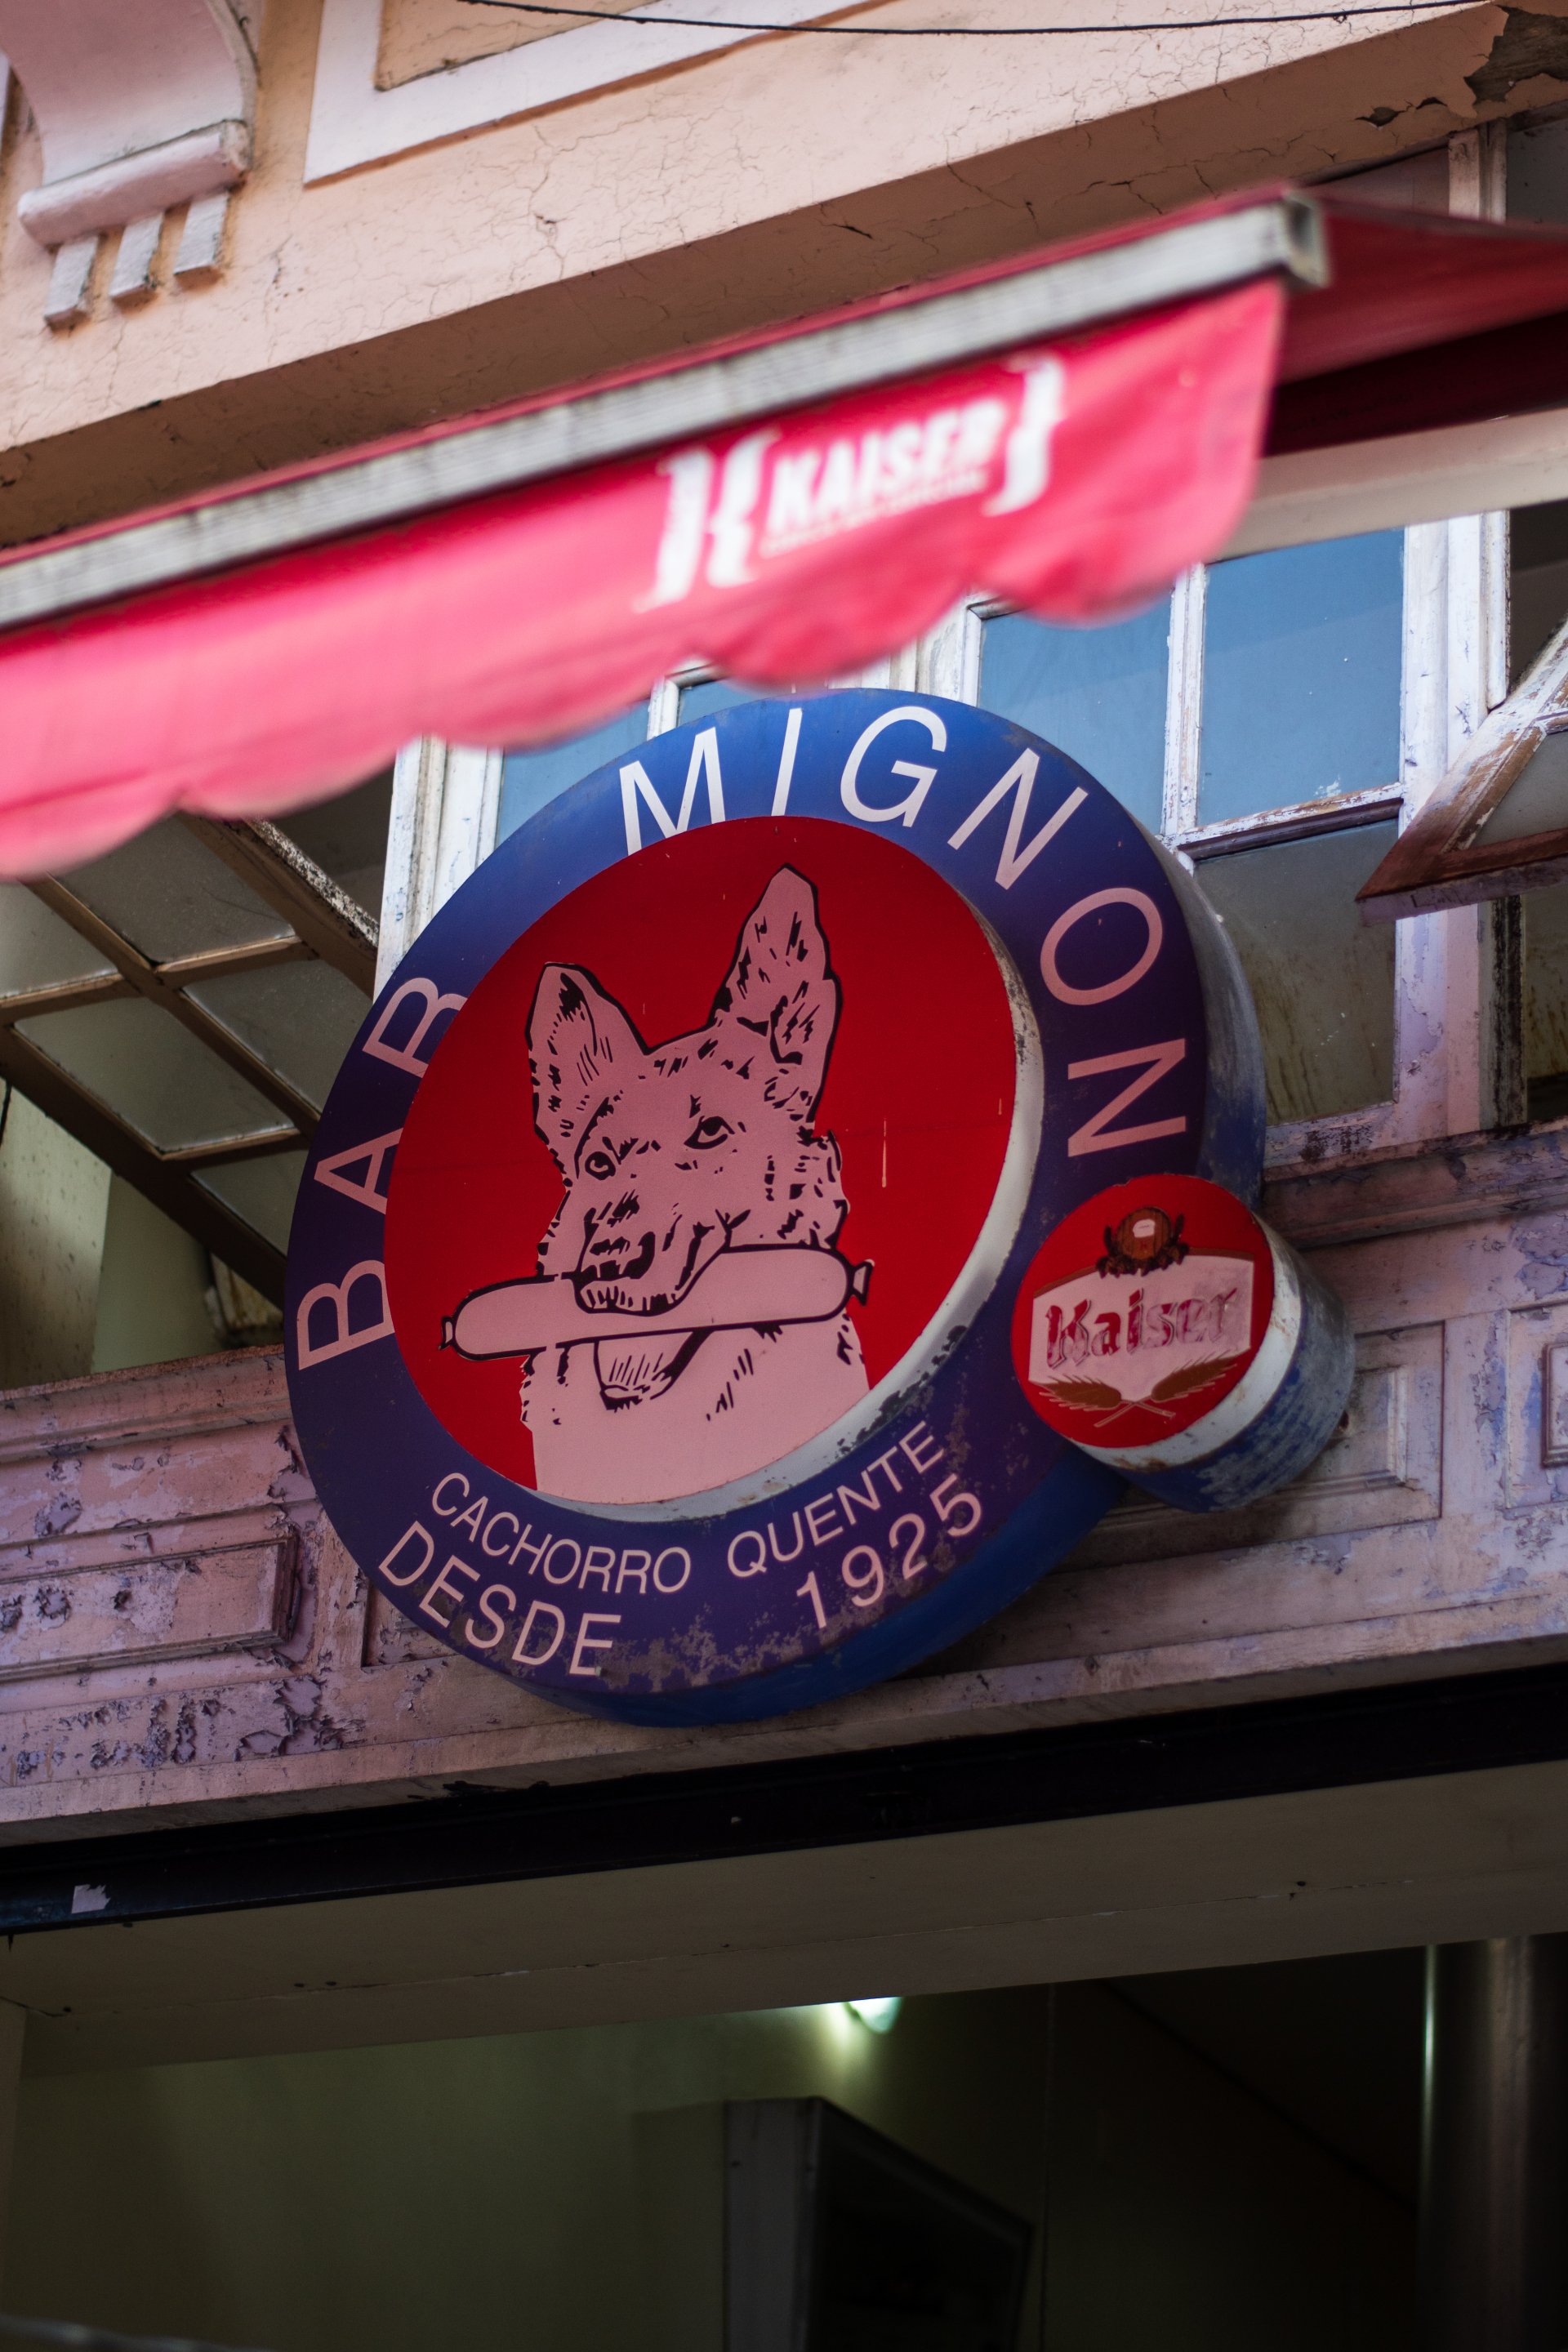 KAISER
BAR MIGNON
Kaiser
CACHORRO QUENTE
DESDE 1925